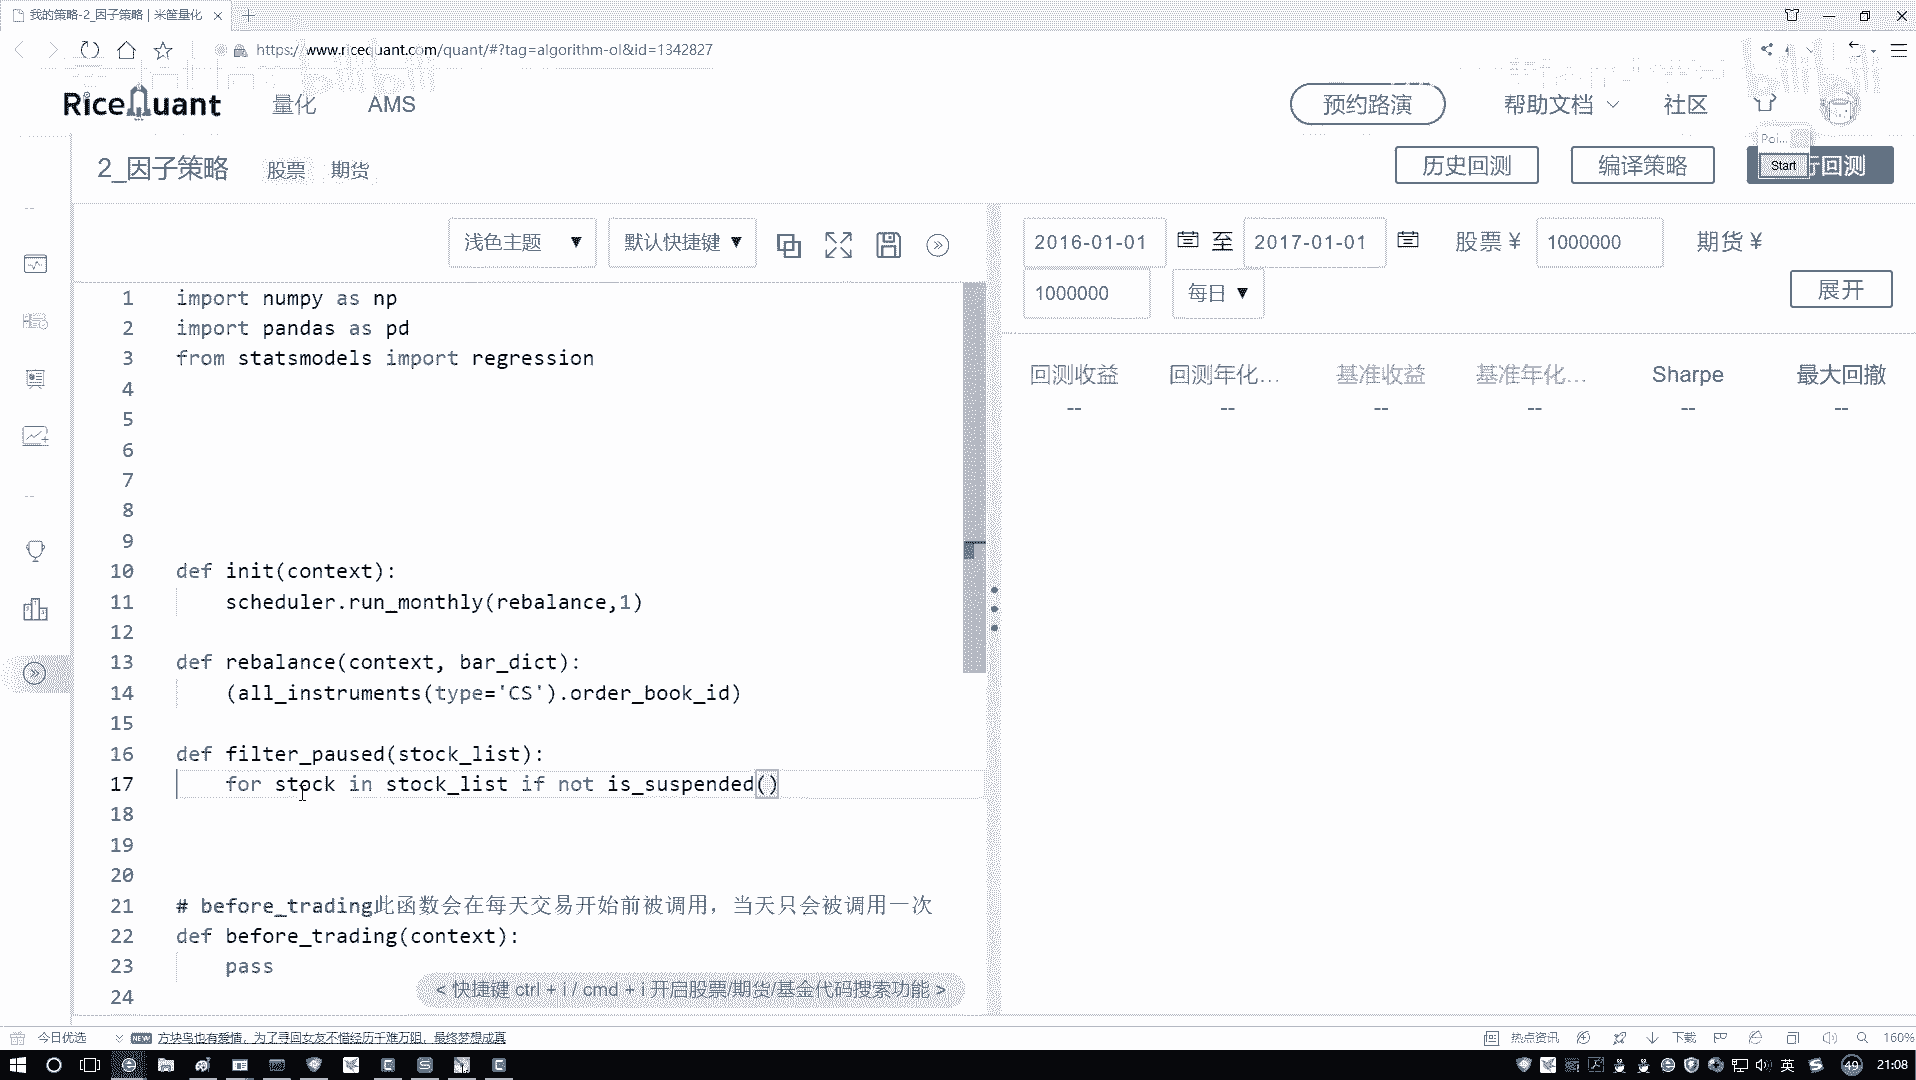 我的策略-2_因子策略 | 米筐量化
https://www.ricequant.com/quant/#?tag=algorithm-ol&id=1342827
RiceQuant 量化 AMS 预约路演 帮助文档 社区
Poi...
2_因子策略 股票 期货 历史回测 编译策略 Start 行回测
浅色主题 ▼ 默认快捷键 ▼ 2016-01-01 至 2017-01-01 股票 ¥ 1000000 期货 ¥
1000000 每日 ▼ 展开
1 import numpy as np
2 import pandas as pd
3 from statsmodels import regression
4
5
6
7
8
9
10 def init(context):
11 scheduler.run_monthly(rebalance,1)
12
13 def rebalance(context, bar_dict):
14 (all_instruments(type='CS').order_book_id)
15
16 def filter_paused(stock_list):
17 for stock in stock_list if not is_suspended()
18
19
20
21 # before_trading此函数会在每天交易开始前被调用，当天只会被调用一次
22 def before_trading(context):
23 pass
24
< 快捷键 ctrl + i / cmd + i 开启股票/期货/基金代码搜索功能 >
回测收益 回测年化... 基准收益 基准年化... Sharpe 最大回撤
-- -- -- -- -- --
今日优选 NEW 方块鸟也有爱情，为了寻回女友不惜经历千难万阻，最终梦想成真 热点资讯 下载 160%
英 49 21:08